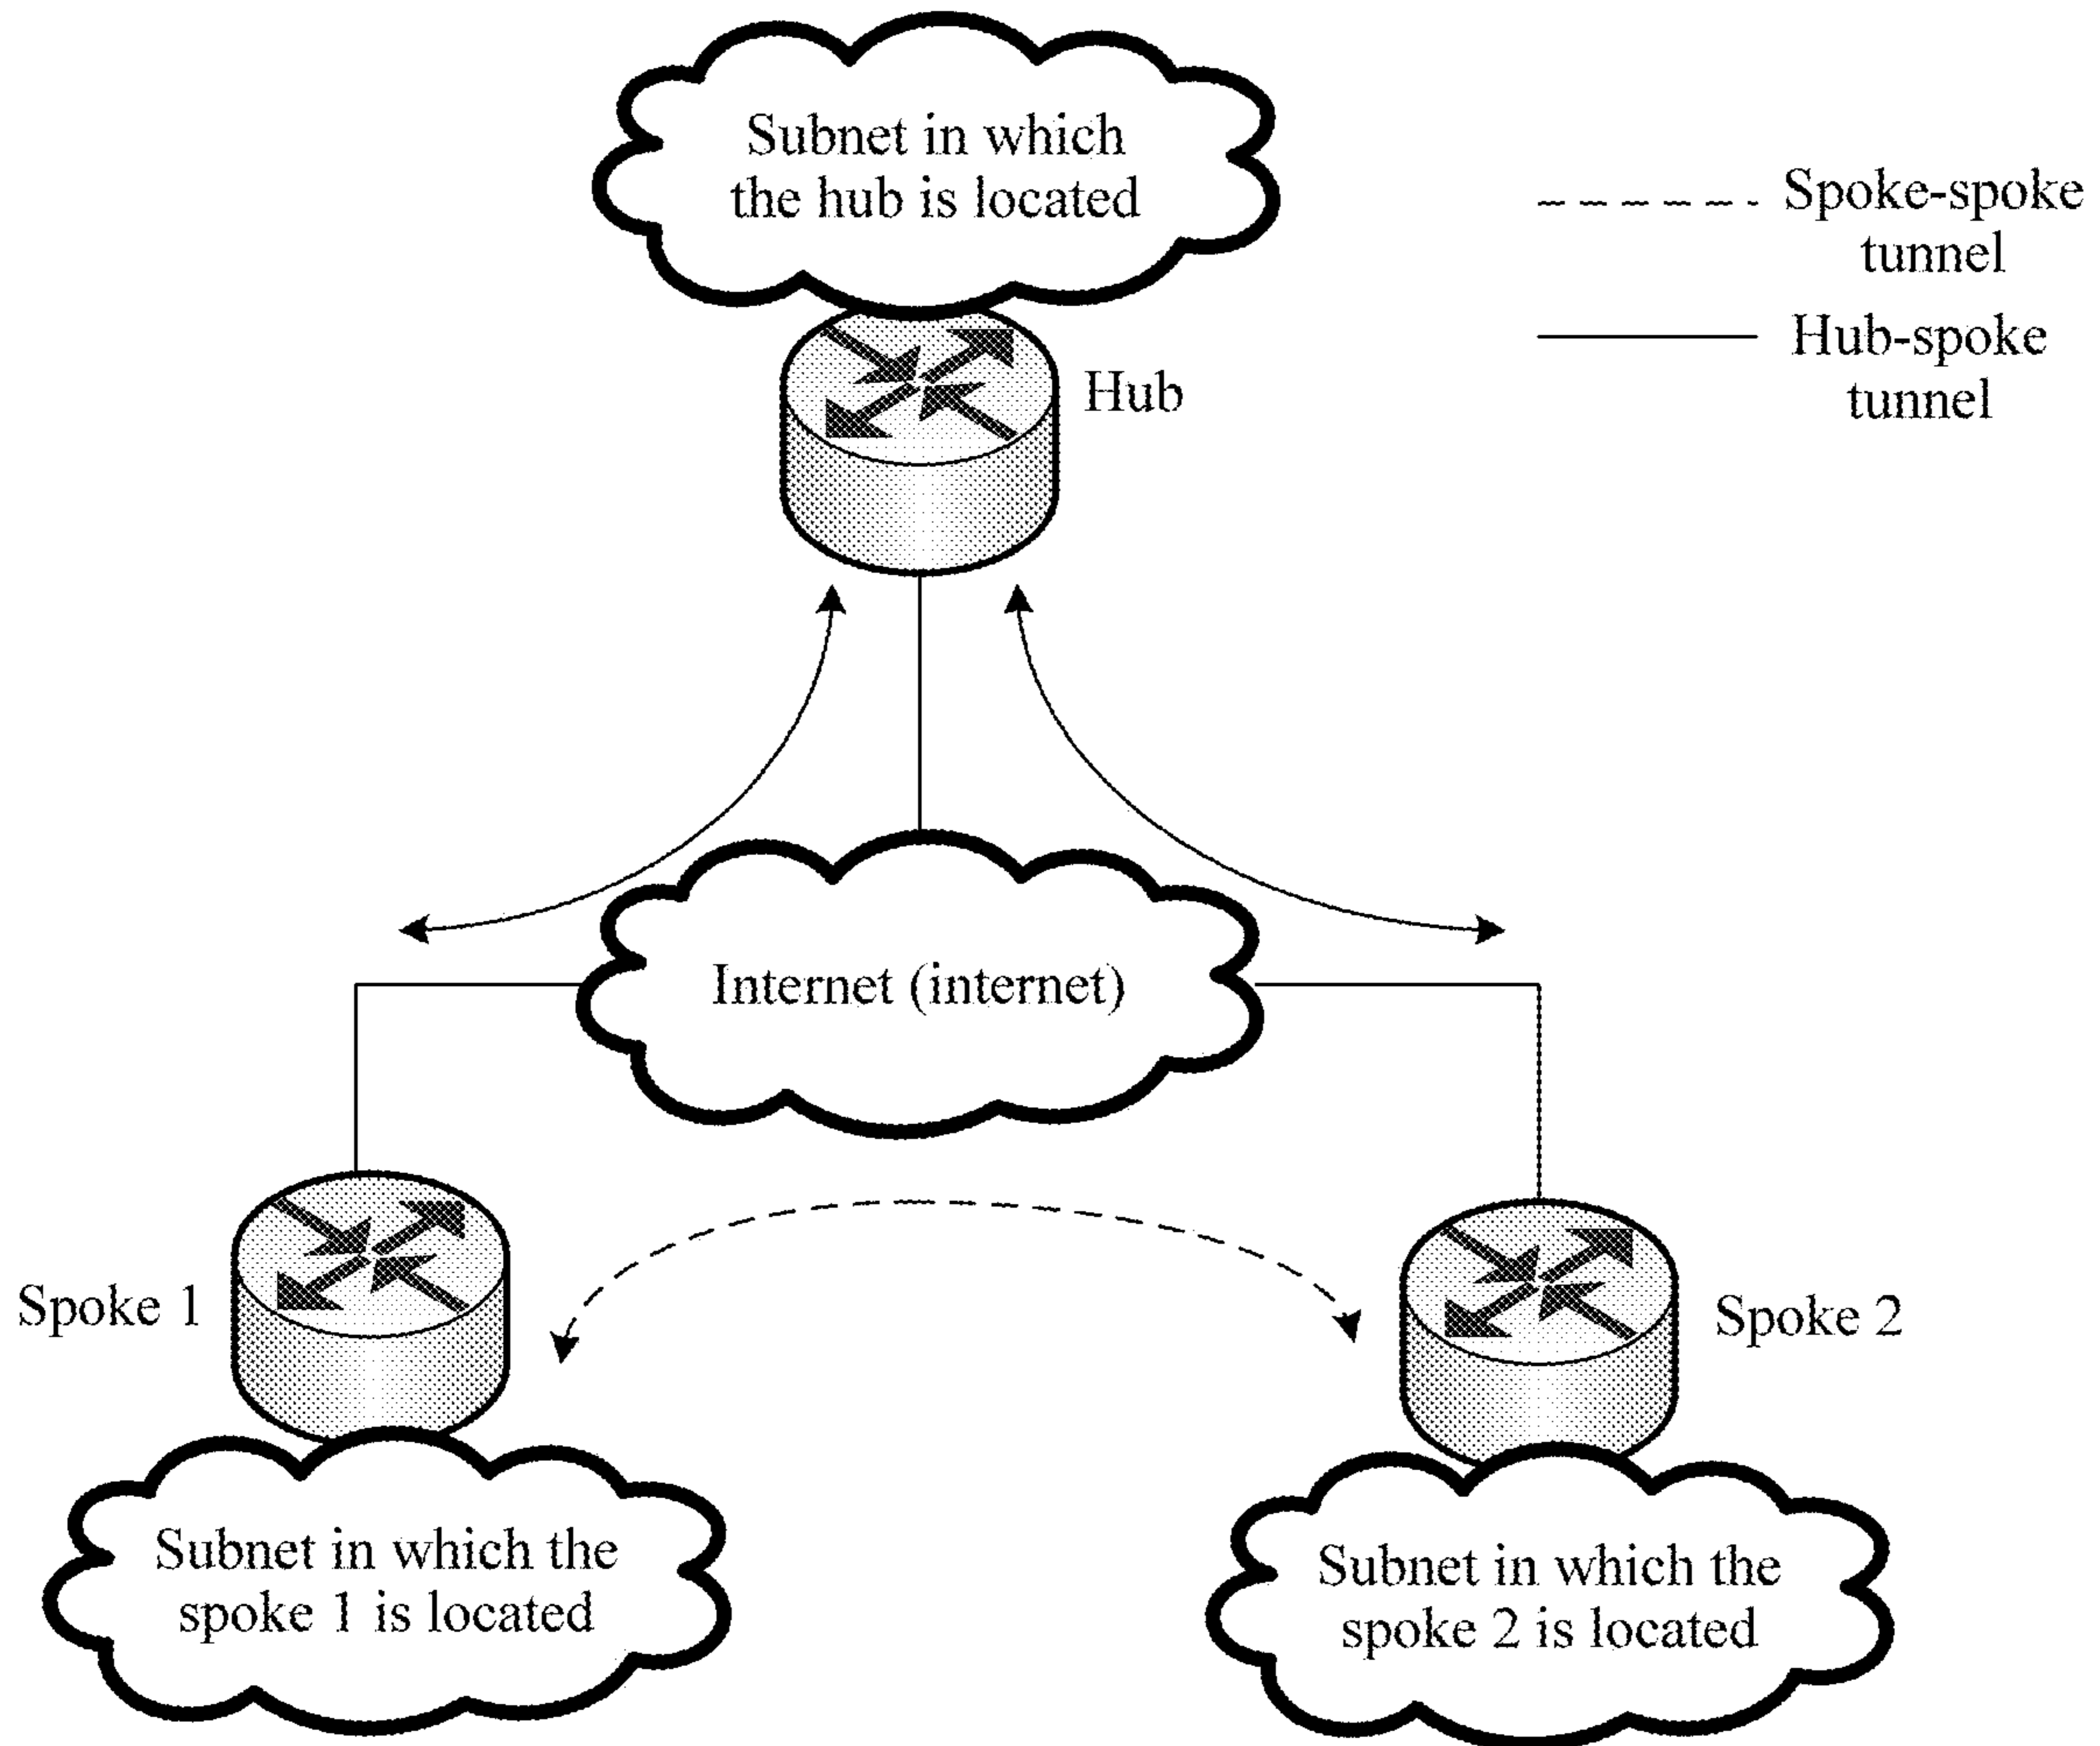 Subnet in which
the hub is located
Spoke-spoke
tunnel
Hub-spoke
tunnel
Hub
Internet (internet)
Spoke 1
Spoke 2
Subnet in which the
spoke 1 is located
Subnet in which the
spoke 2 is located